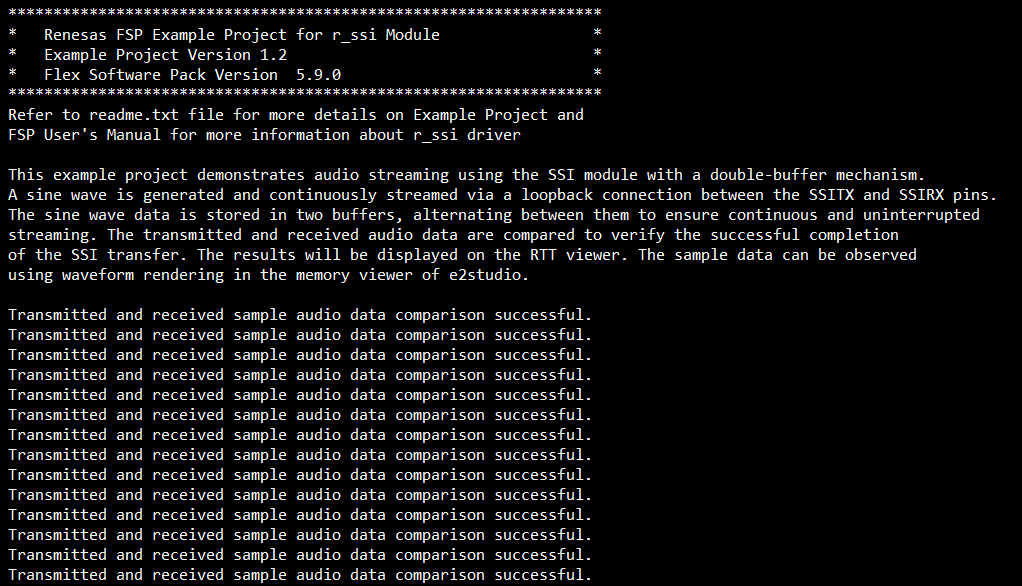 ******************************************************************
*   Renesas FSP Example Project for r_ssi Module                 *
*   Example Project Version 1.2                                  *
*   Flex Software Pack Version  5.9.0                            *
******************************************************************
Refer to readme.txt file for more details on Example Project and
FSP User's Manual for more information about r_ssi driver

This example project demonstrates audio streaming using the SSI module with a double-buffer mechanism.
A sine wave is generated and continuously streamed via a loopback connection between the SSITX and SSIRX pins.
The sine wave data is stored in two buffers, alternating between them to ensure continuous and uninterrupted
streaming. The transmitted and received audio data are compared to verify the successful completion
of the SSI transfer. The results will be displayed on the RTT viewer. The sample data can be observed
using waveform rendering in the memory viewer of e2studio.

Transmitted and received sample audio data comparison successful.
Transmitted and received sample audio data comparison successful.
Transmitted and received sample audio data comparison successful.
Transmitted and received sample audio data comparison successful.
Transmitted and received sample audio data comparison successful.
Transmitted and received sample audio data comparison successful.
Transmitted and received sample audio data comparison successful.
Transmitted and received sample audio data comparison successful.
Transmitted and received sample audio data comparison successful.
Transmitted and received sample audio data comparison successful.
Transmitted and received sample audio data comparison successful.
Transmitted and received sample audio data comparison successful.
Transmitted and received sample audio data comparison successful.
Transmitted and received sample audio data comparison successful.